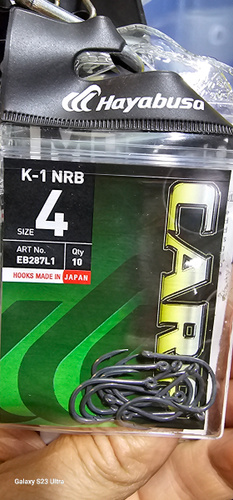 Hayabusa
K-1 NRB
SIZE 4
ART No. Qty
EB287L1 10
HOOKS MADE IN JAPAN
CARP
Galaxy S23 Ultra